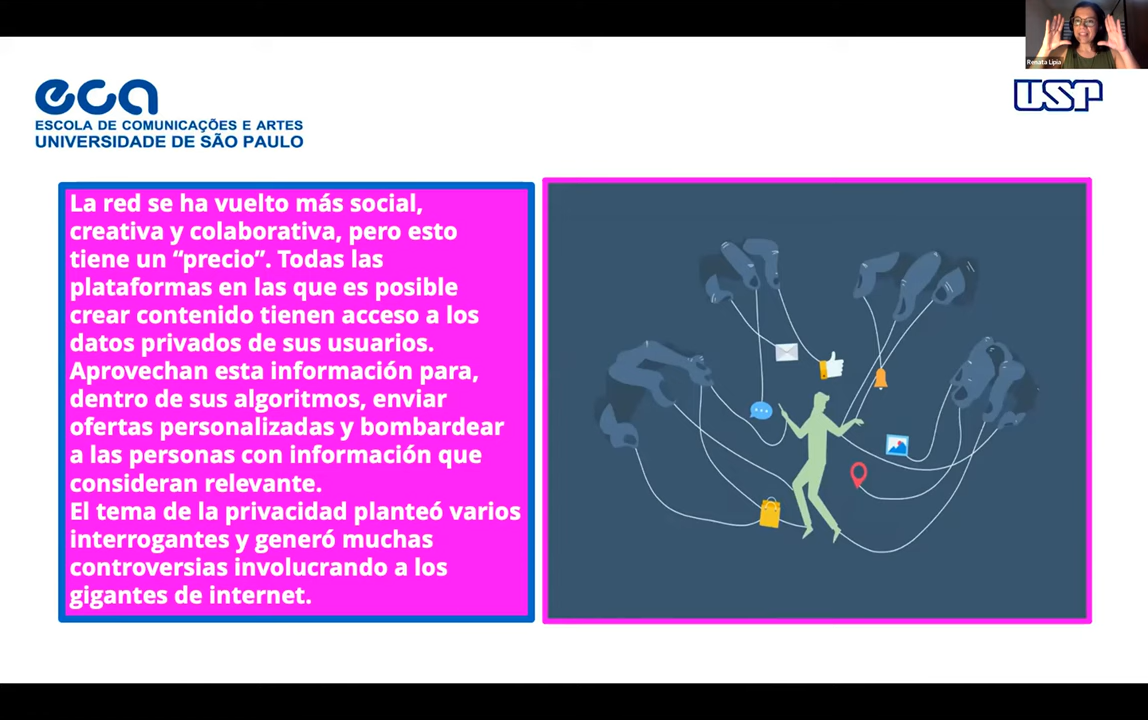 Renata Lipia
eca
ESCOLA DE COMUNICAÇÕES E ARTES
UNIVERSIDADE DE SÃO PAULO
USP
La red se ha vuelto más social,
creativa y colaborativa, pero esto
tiene un “precio”. Todas las
plataformas en las que es posible
crear contenido tienen acceso a los
datos privados de sus usuarios.
Aprovechan esta información para,
dentro de sus algoritmos, enviar
ofertas personalizadas y bombardear
a las personas con información que
consideran relevante.
El tema de la privacidad planteó varios
interrogantes y generó muchas
controversias involucrando a los
gigantes de internet.